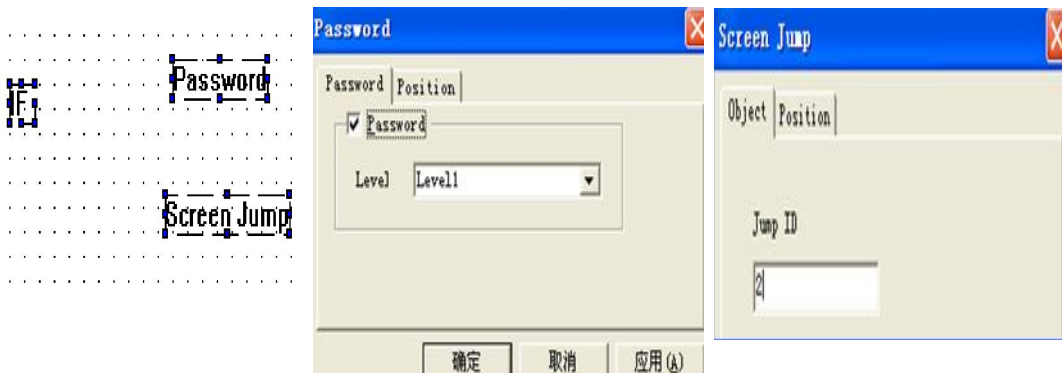 IF
Password
Screen Jump
Password
Password Position
Password
Level Level1
确定 取消 应用(A)
Screen Jump
Object Position
Jump ID
2